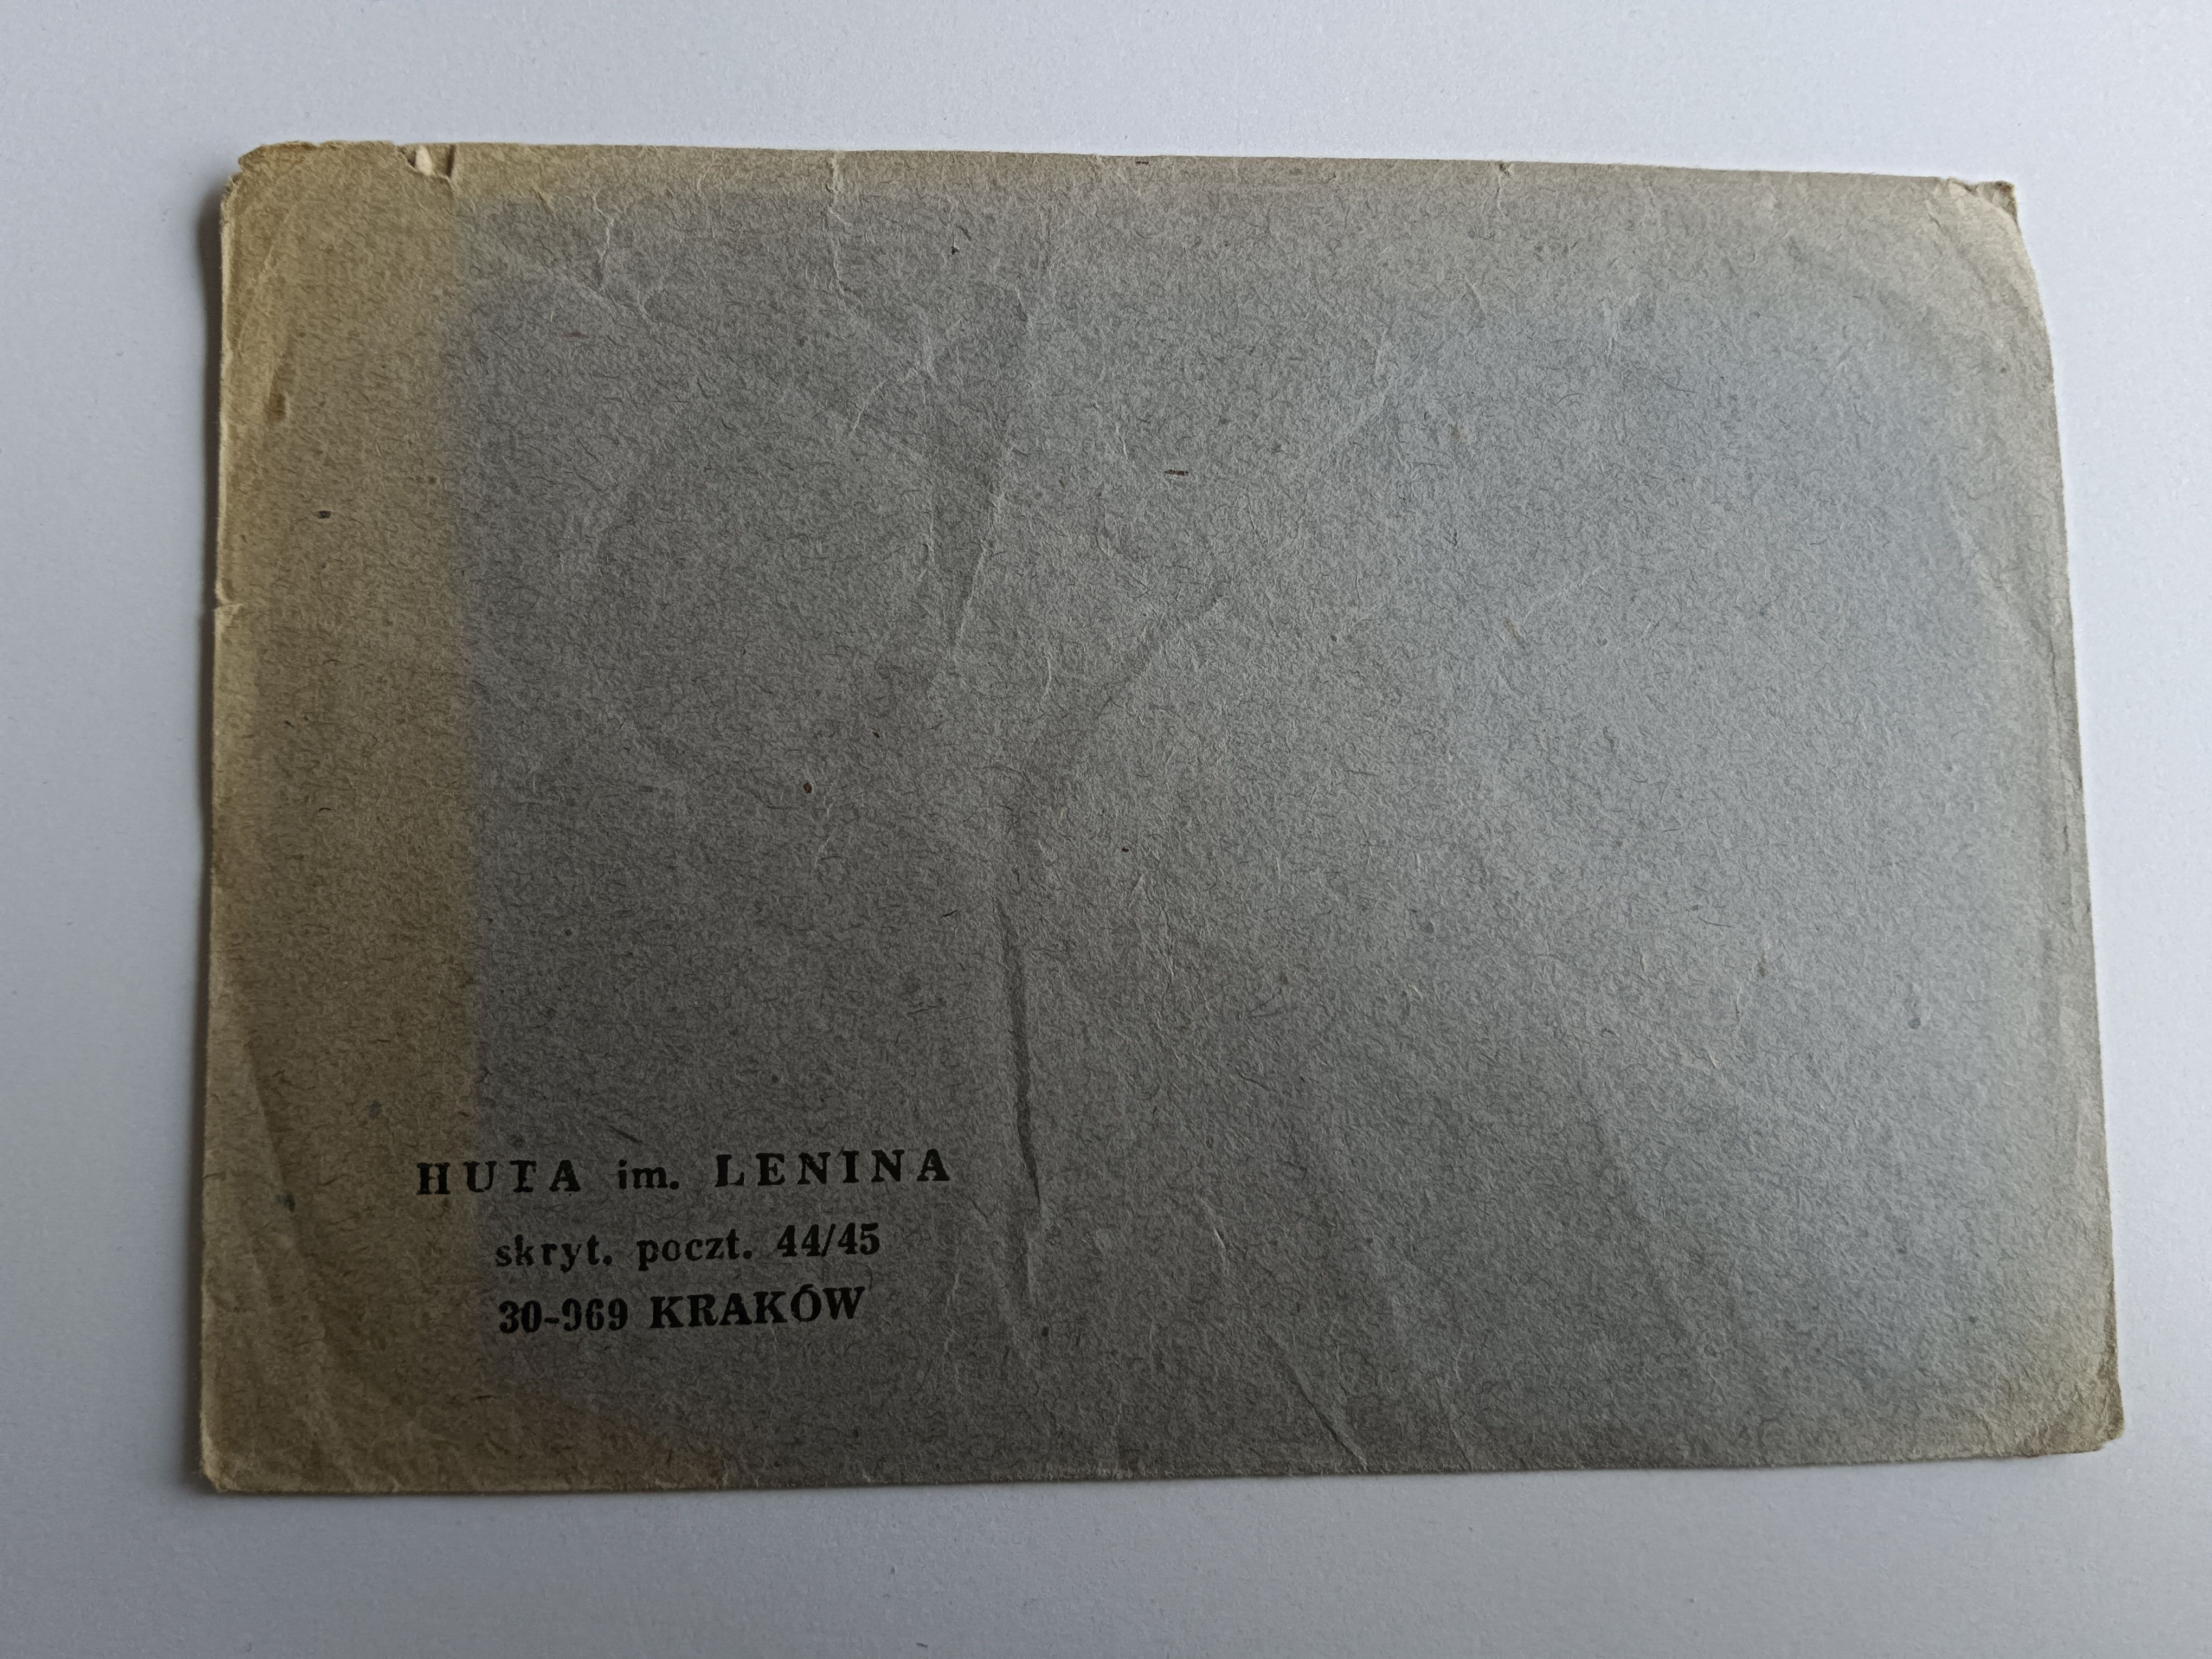 HUTA im. LENINA
skryt. poczt. 44/45
30-969 KRAKÓW